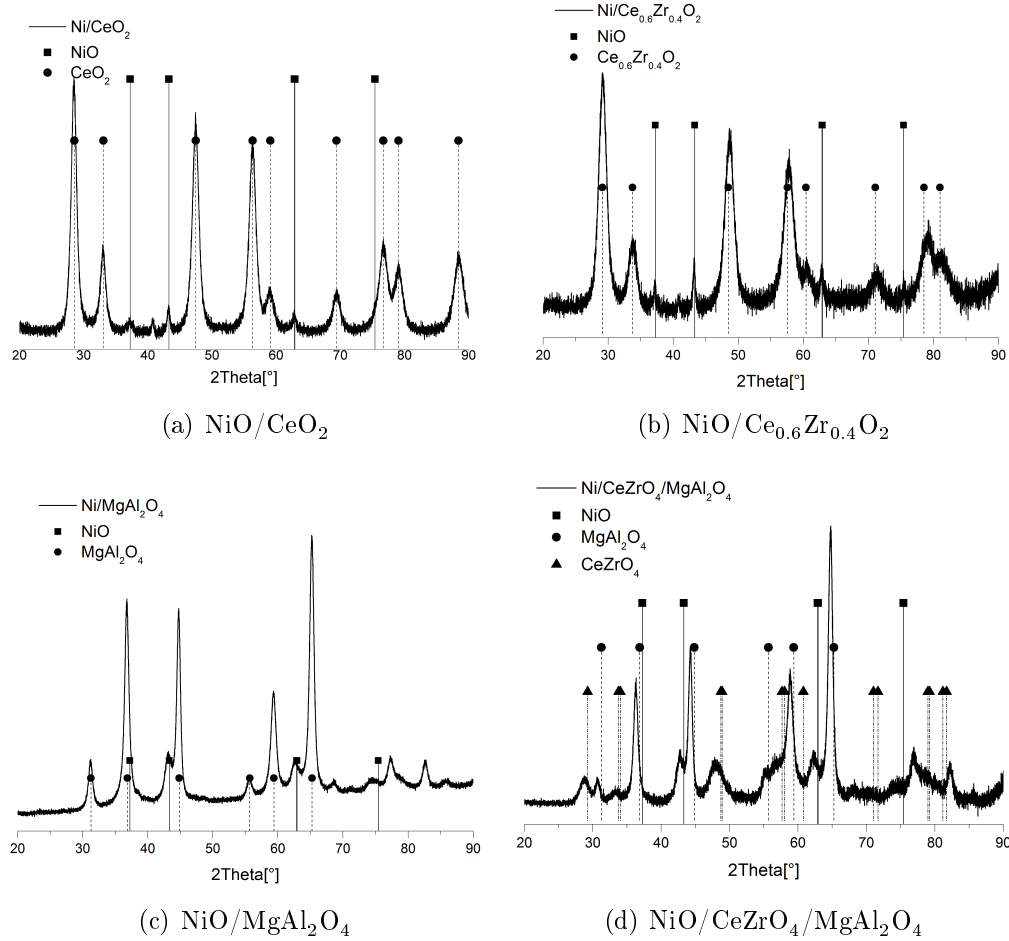 Ni/CeO₂
NiO
CeO₂
20 30 40 50 60 70 80 90
2Theta[°]
(a) NiO/CeO₂
Ni/Ce₀.₆Zr₀.₄O₂
NiO
Ce₀.₆Zr₀.₄O₂
20 30 40 50 60 70 80 90
2Theta[°]
(b) NiO/Ce₀.₆Zr₀.₄O₂
Ni/MgAl₂O₄
NiO
MgAl₂O₄
20 30 40 50 60 70 80 90
2Theta[°]
(c) NiO/MgAl₂O₄
Ni/CeZrO₄/MgAl₂O₄
NiO
MgAl₂O₄
CeZrO₄
20 30 40 50 60 70 80 90
2Theta[°]
(d) NiO/CeZrO₄/MgAl₂O₄